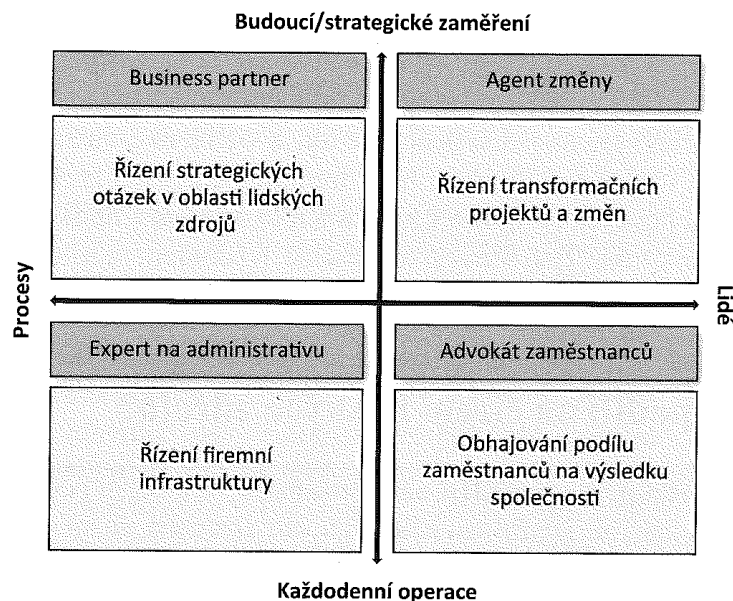 Budoucí/strategické zaměření
Business partner
Agent změny
Řízení strategických
otázek v oblasti lidských
zdrojů
Řízení transformačních
projektů a změn
Procesy
Lidé
Expert na administrativu
Advokát zaměstnanců
Řízení firemní
infrastruktury
Obhajování podílu
zaměstnanců na výsledku
společnosti
Každodenní operace